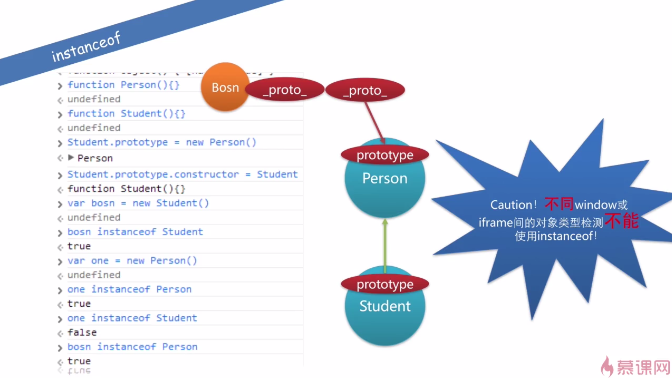 instanceof
function Person(){}
undefined
function Student(){}
undefined
Student.prototype = new Person()
Person
Student.prototype.constructor = Student
function Student(){}
var bosn = new Student()
undefined
bosn instanceof Student
true
var one = new Person()
undefined
one instanceof Person
true
one instanceof Student
false
bosn instanceof Person
true
Bosn
_proto_
_proto_
prototype
Person
prototype
Student
Caution！不同window或
iframe间的对象类型检测不能
使用instanceof！
慕课网